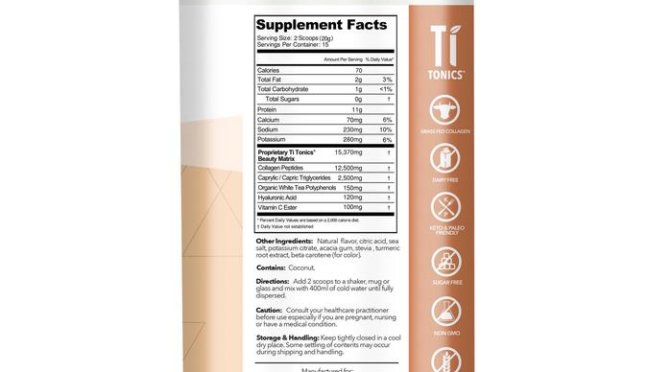 Supplement Facts
Serving Size: 2 Scoops (20g)
Servings Per Container: 15
Amount Per Serving % Daily Value*
Calories 70
Total Fat 2g 3%
Total Carbohydrate 1g <1%
Total Sugars 0g †
Protein 11g
Calcium 70mg 6%
Sodium 230mg 10%
Potassium 280mg 6%
Proprietary Ti Tonics' 15,370mg †
Beauty Matrix
Collagen Peptides 12,500mg †
Caprylic / Capric Triglycerides 2,500mg †
Organic White Tea Polyphenols 150mg †
Hyaluronic Acid 120mg †
Vitamin C Ester 100mg †
* Percent Daily Values are based on a 2,000 calorie diet
† Daily Value not established
Other Ingredients: Natural flavor, citric acid, sea
salt, potassium citrate, acacia gum, stevia , turmeric
root extract, beta carotene (for color).
Contains: Coconut.
Directions: Add 2 scoops to a shaker, mug or
glass and mix with 400ml of cold water until fully
dispersed.
Caution: Consult your healthcare practitioner
before use especially if you are pregnant, nursing
or have a medical condition.
Storage & Handling: Keep tightly closed in a cool
dry place. Some settling of contents may occur
during shipping and handling.
Manufactured for:
Ti
TONICS™
GRASS FED COLLAGEN
DAIRY FREE
KETO & PALEO
FRIENDLY
SUGAR FREE
NON GMO